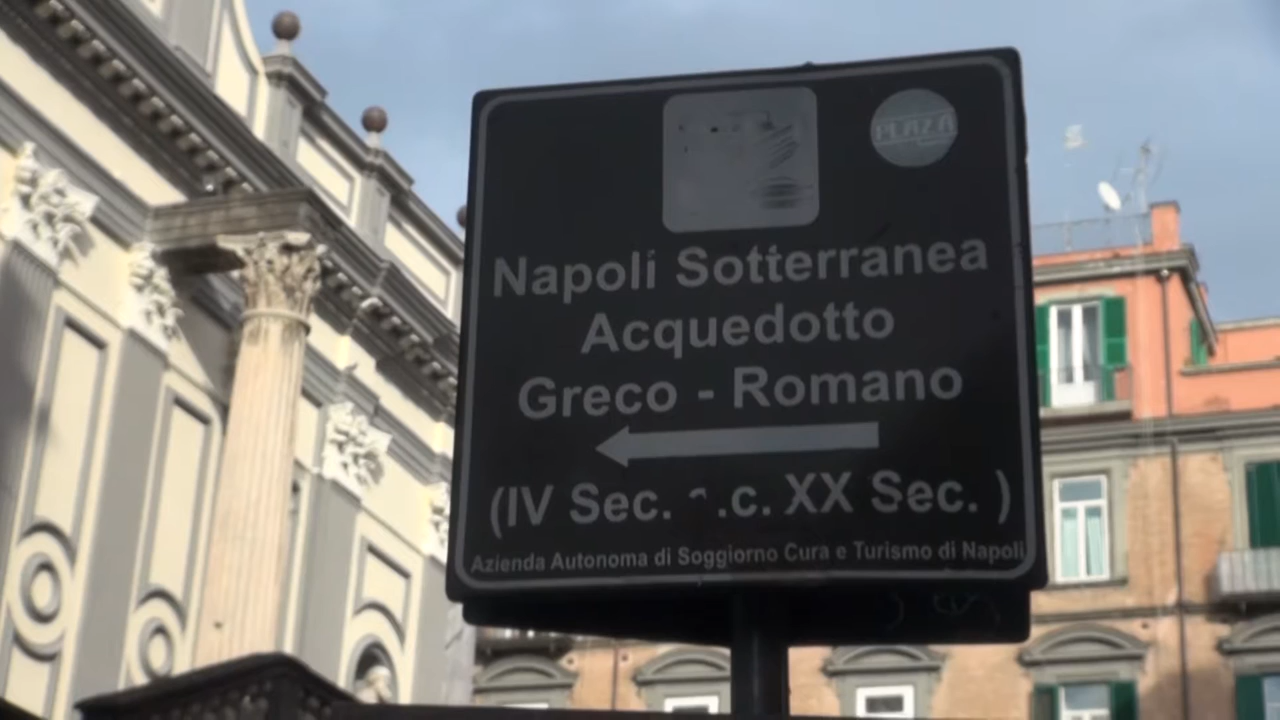 PLAZA
Napoli Sotterranea
Acquedotto
Greco - Romano
(IV Sec. .c. XX Sec. )
Azienda Autonoma di Soggiorno Cura e Turismo di Napoli